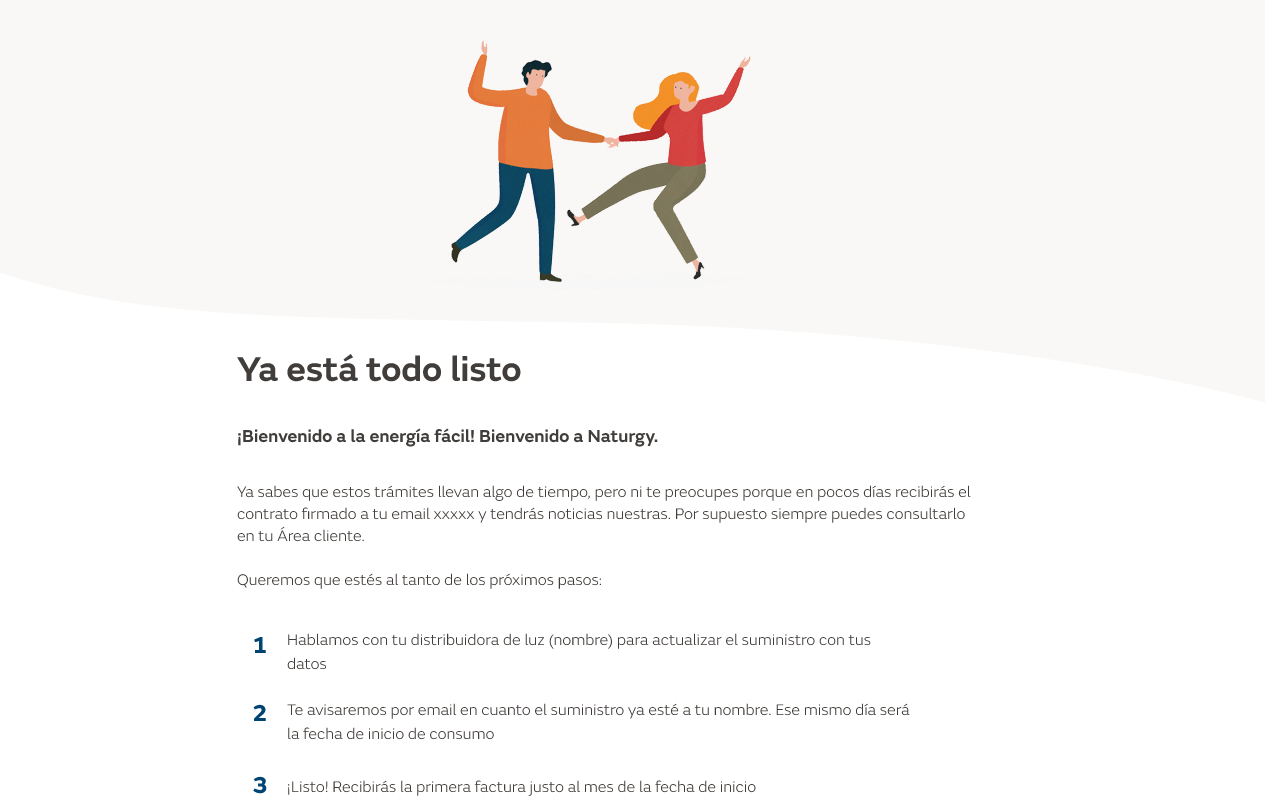 Ya está todo listo
¡Bienvenido a la energía fácil! Bienvenido a Naturgy.
Ya sabes que estos trámites llevan algo de tiempo, pero ni te preocupes porque en pocos días recibirás el
contrato firmado a tu email xxxxx y tendrás noticias nuestras. Por supuesto siempre puedes consultarlo
en tu Área cliente.
Queremos que estés al tanto de los próximos pasos:
1 Hablamos con tu distribuidora de luz (nombre) para actualizar el suministro con tus
datos
2 Te avisaremos por email en cuanto el suministro ya esté a tu nombre. Ese mismo día será
la fecha de inicio de consumo
3 ¡Listo! Recibirás la primera factura justo al mes de la fecha de inicio